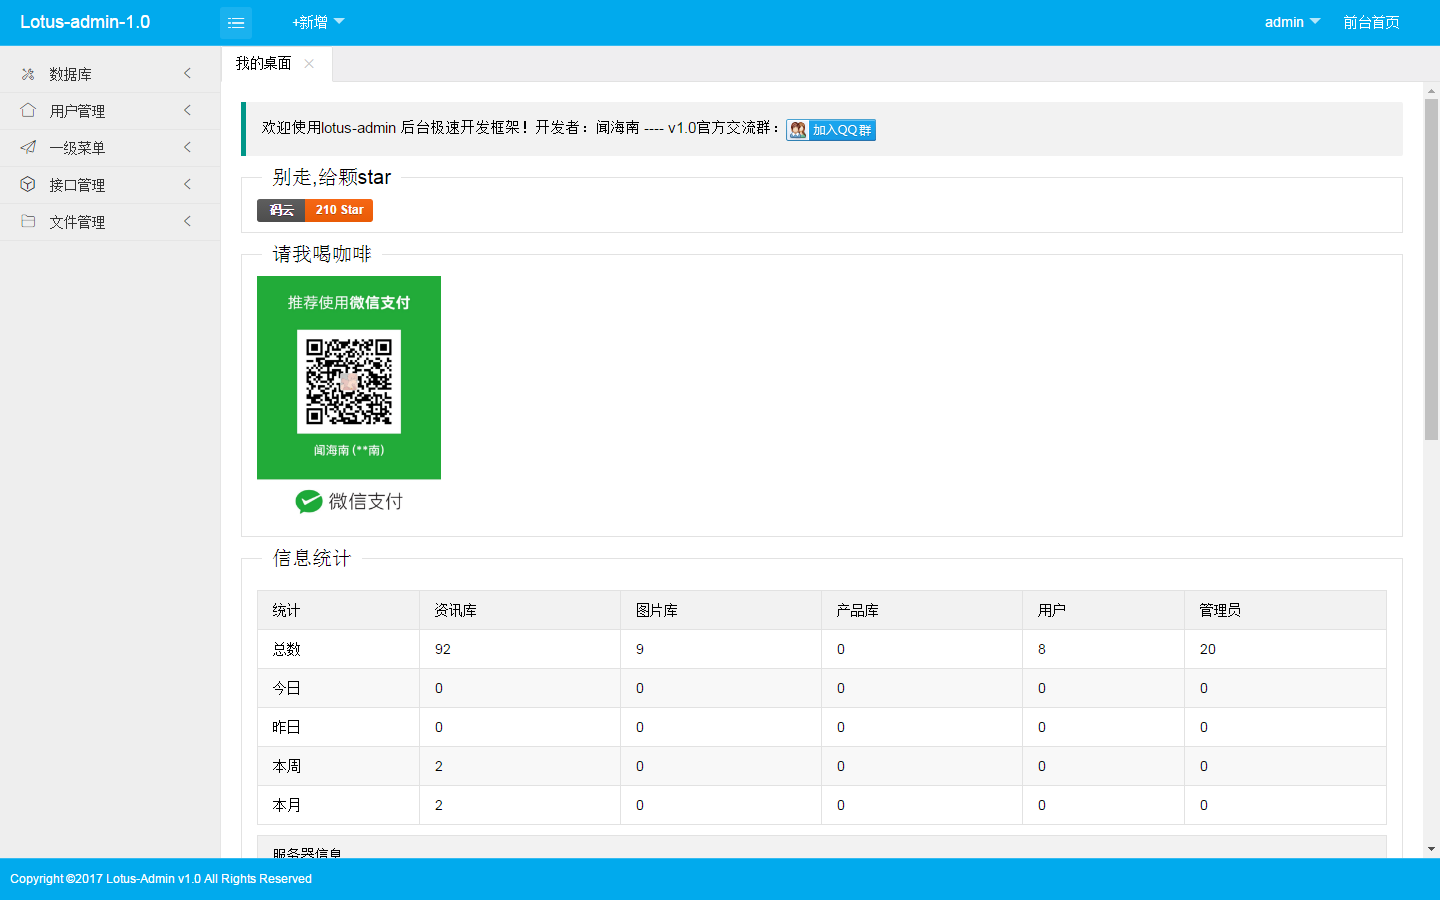 Lotus-admin-1.0
+新增
admin
前台首页
数据库
用户管理
一级菜单
接口管理
文件管理
我的桌面
欢迎使用lotus-admin 后台极速开发框架！开发者：闻海南 ---- v1.0官方交流群： 加入QQ群
别走,给颗star
码云 210 Star
请我喝咖啡
推荐使用微信支付
闻海南 (**南)
微信支付
信息统计
统计 资讯库 图片库 产品库 用户 管理员
总数 92 9 0 8 20
今日 0 0 0 0 0
昨日 0 0 0 0 0
本周 2 0 0 0 0
本月 2 0 0 0 0
服务器信息
Copyright ©2017 Lotus-Admin v1.0 All Rights Reserved